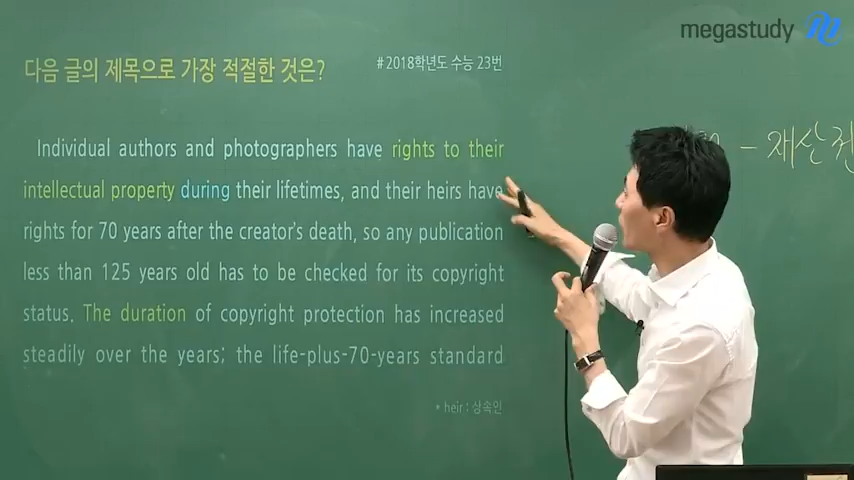 megastudy
다음 글의 제목으로 가장 적절한 것은?
#2018학년도 수능 23번
Individual authors and photographers have rights to their
intellectual property during their lifetimes, and their heirs have
rights for 70 years after the creator's death, so any publication
less than 125 years old has to be checked for its copyright
status. The duration of copyright protection has increased
steadily over the years; the life-plus-70-years standard
* heir : 상속인
- 재산권